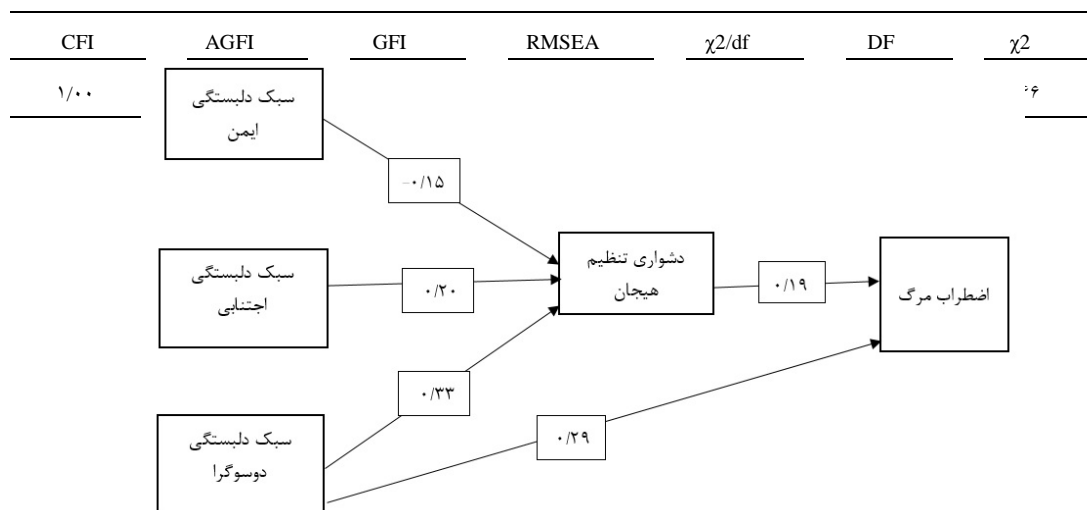 CFI AGFI GFI RMSEA χ2/df DF χ2
۱/۰۰
سبک دلبستگی
ایمن
-۰/۱۵
سبک دلبستگی
اجتنابی
۰/۲۰
دشواری تنظیم
هیجان
۰/۱۹
اضطراب مرگ
۰/۳۳
سبک دلبستگی
دوسوگرا
۰/۲۹